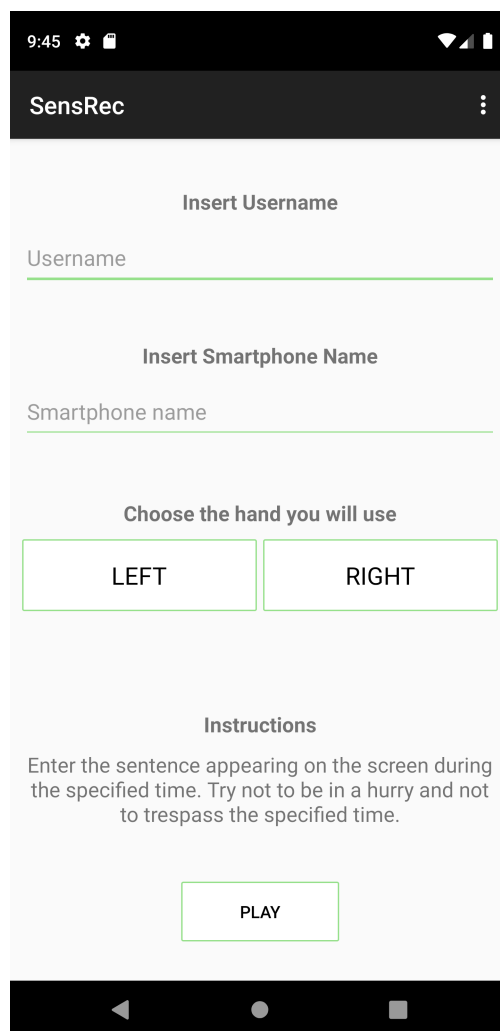 9:45
SensRec
Insert Username
Username
Insert Smartphone Name
Smartphone name
Choose the hand you will use
LEFT RIGHT
Instructions
Enter the sentence appearing on the screen during
the specified time. Try not to be in a hurry and not
to trespass the specified time.
PLAY